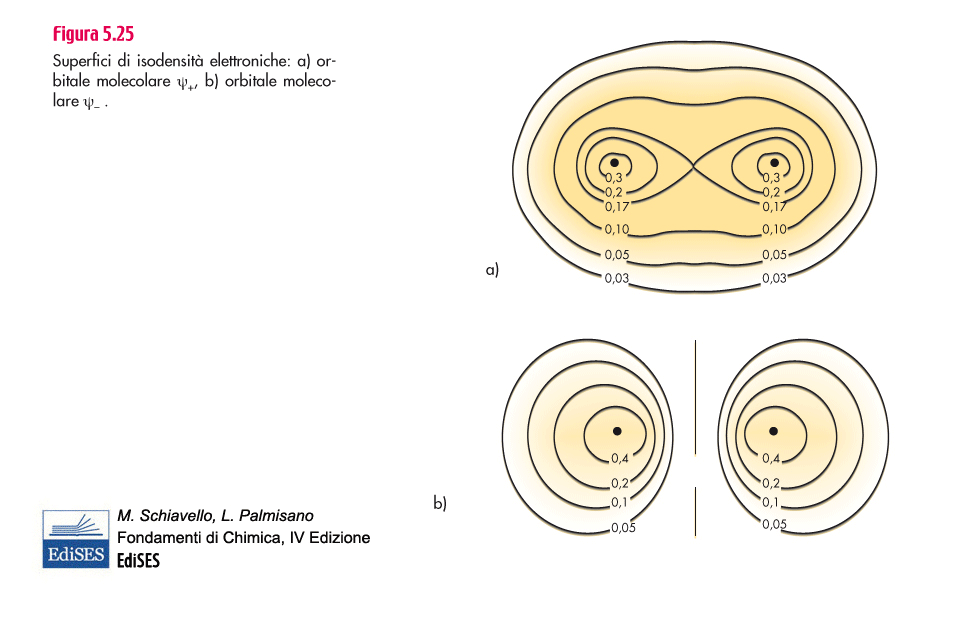 Figura 5.25
Superfici di isodensità elettroniche: a) or-
bitale molecolare ψ+, b) orbitale moleco-
lare ψ– .
0,3 0,3
0,2 0,2
0,17 0,17
0,10 0,10
0,05 0,05
a)
0,03 0,03
0,4 0,4
0,2 0,2
b) 0,1 0,1
0,05 0,05
M. Schiavello, L. Palmisano
Fondamenti di Chimica, IV Edizione
EdiSES
EdiSES